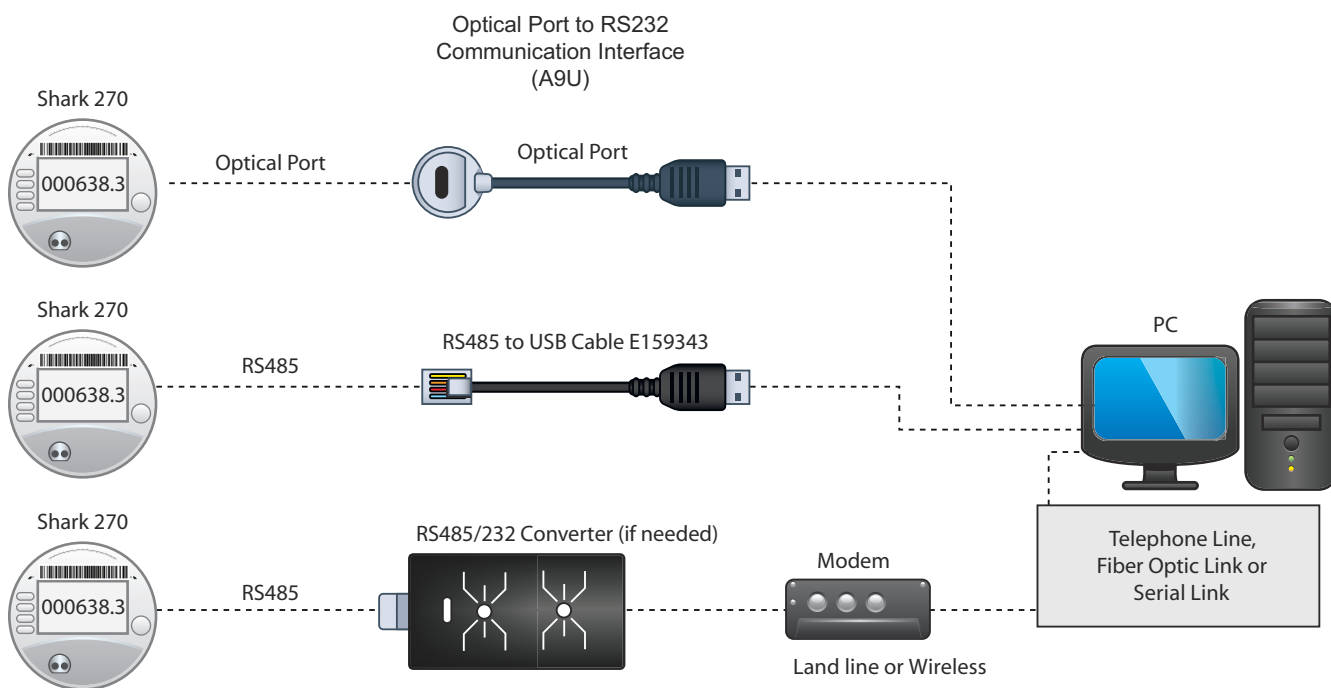 Optical Port to RS232
Communication Interface
(A9U)
Shark 270
000638.3
Optical Port
Optical Port
Shark 270
000638.3
RS485
RS485 to USB Cable E159343
PC
Shark 270
000638.3
RS485
RS485/232 Converter (if needed)
Modem
Land line or Wireless
Telephone Line,
Fiber Optic Link or
Serial Link